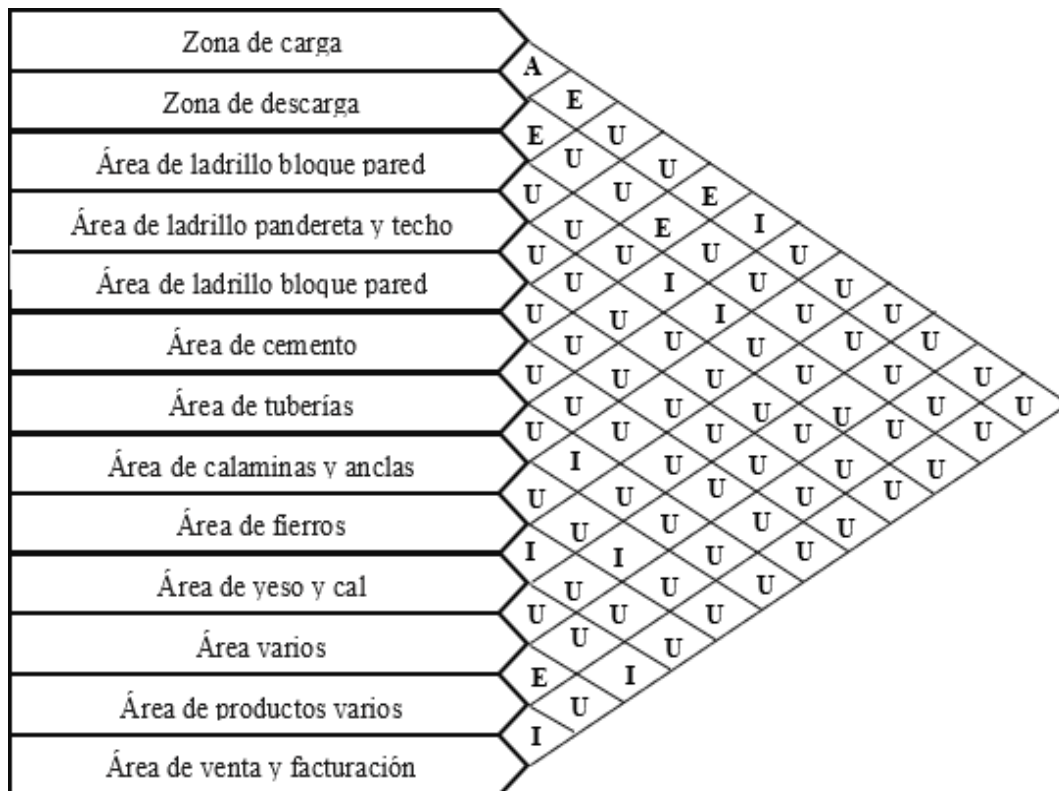 Zona de carga
A
Zona de descarga E
E U
Área de ladrillo bloque pared U U
U U E
Área de ladrillo pandereta y techo U E I
U U U U
Área de ladrillo bloque pared U I U U
U U I U U
Área de cemento U U U U U
U U U U U U
Área de tuberías U U U U U U
U U U U U U
Área de calaminas y anclas I U U U U
U U U U U
Área de fierros U U U U
I I U U
Área de yeso y cal U U U
U U U
Área varios U U
E I
Área de productos varios U
I
Área de venta y facturación